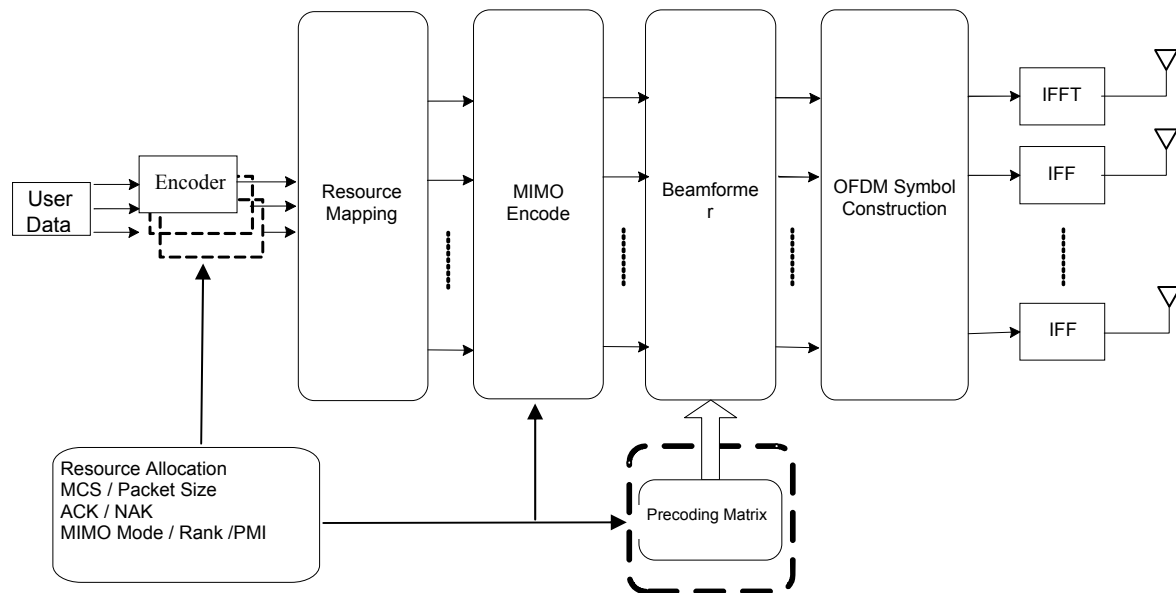 User
Data
Encoder
Resource
Mapping
MIMO
Encode
Beamforme
r
OFDM Symbol
Construction
IFFT
IFF
IFF
Resource Allocation
MCS / Packet Size
ACK / NAK
MIMO Mode / Rank /PMI
Precoding Matrix